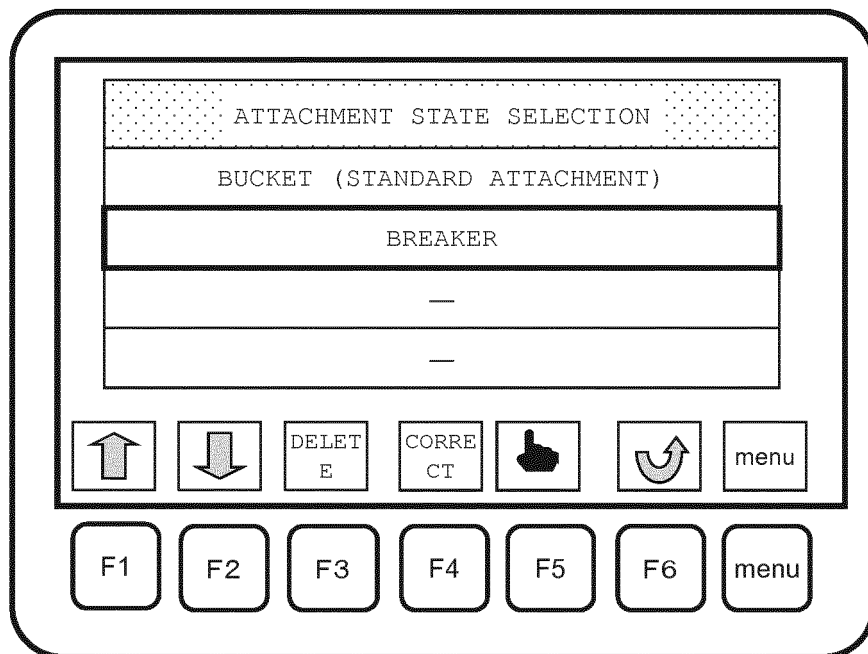 ATTACHMENT STATE SELECTION
BUCKET (STANDARD ATTACHMENT)
BREAKER
—
—
DELET
E
CORRE
CT
menu
F1 F2 F3 F4 F5 F6 menu